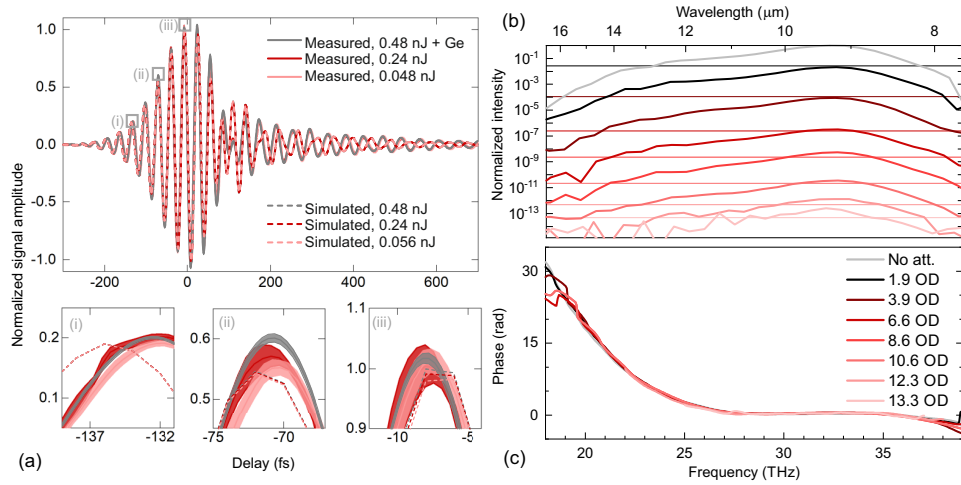 (iii)
(ii)
(i)
Normalized signal amplitude
1.0
0.5
0.0
-0.5
-1.0
Measured, 0.48 nJ + Ge
Measured, 0.24 nJ
Measured, 0.048 nJ
Simulated, 0.48 nJ
Simulated, 0.24 nJ
Simulated, 0.056 nJ
-200 0 200 400 600
(i)
0.2
0.1
-137 -132
(ii)
0.6
0.5
-75 -70
(iii)
1.1
1.0
0.9
-10 -5
(a)
Delay (fs)
(b)
Wavelength (μm)
16 14 12 11 10 9 8
Normalized intensity
10-1
10-3
10-5
10-7
10-9
10-11
10-13
Phase (rad)
30
15
0
No att.
1.9 OD
3.9 OD
6.6 OD
8.6 OD
10.6 OD
12.3 OD
13.3 OD
20 25 30 35
(c)
Frequency (THz)